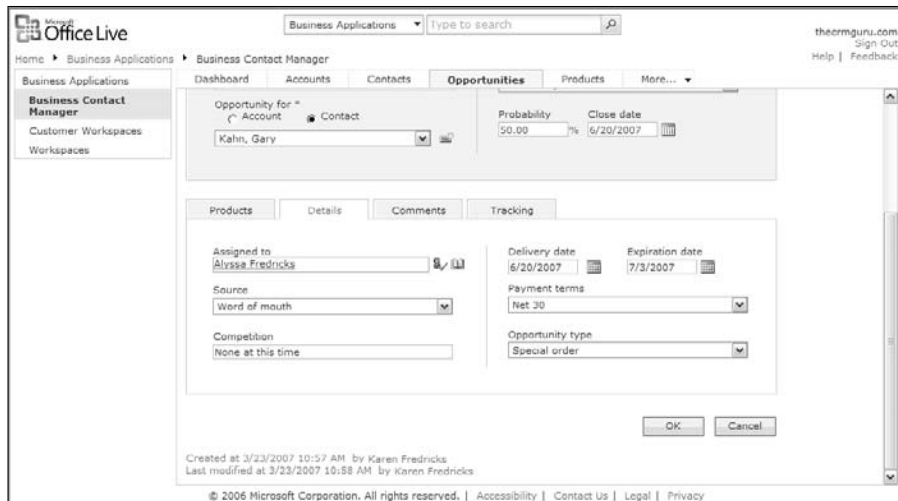 Microsoft
Office Live
Business Applications
Type to search
thecrmguru.com
Sign Out
Help | Feedback
Home ▸ Business Applications ▸ Business Contact Manager
Business Applications
Business Contact
Manager
Customer Workspaces
Workspaces
Dashboard Accounts Contacts Opportunities Products More...
Opportunity for *
Account Contact
Kahn, Gary
Probability Close date
50.00 % 6/20/2007
Products Details Comments Tracking
Assigned to
Alyssa Fredricks
Source
Word of mouth
Competition
None at this time
Delivery date Expiration date
6/20/2007 7/3/2007
Payment terms
Net 30
Opportunity type
Special order
OK Cancel
Created at 3/23/2007 10:57 AM by Karen Fredricks
Last modified at 3/23/2007 10:58 AM by Karen Fredricks
© 2006 Microsoft Corporation. All rights reserved. | Accessibility | Contact Us | Legal | Privacy